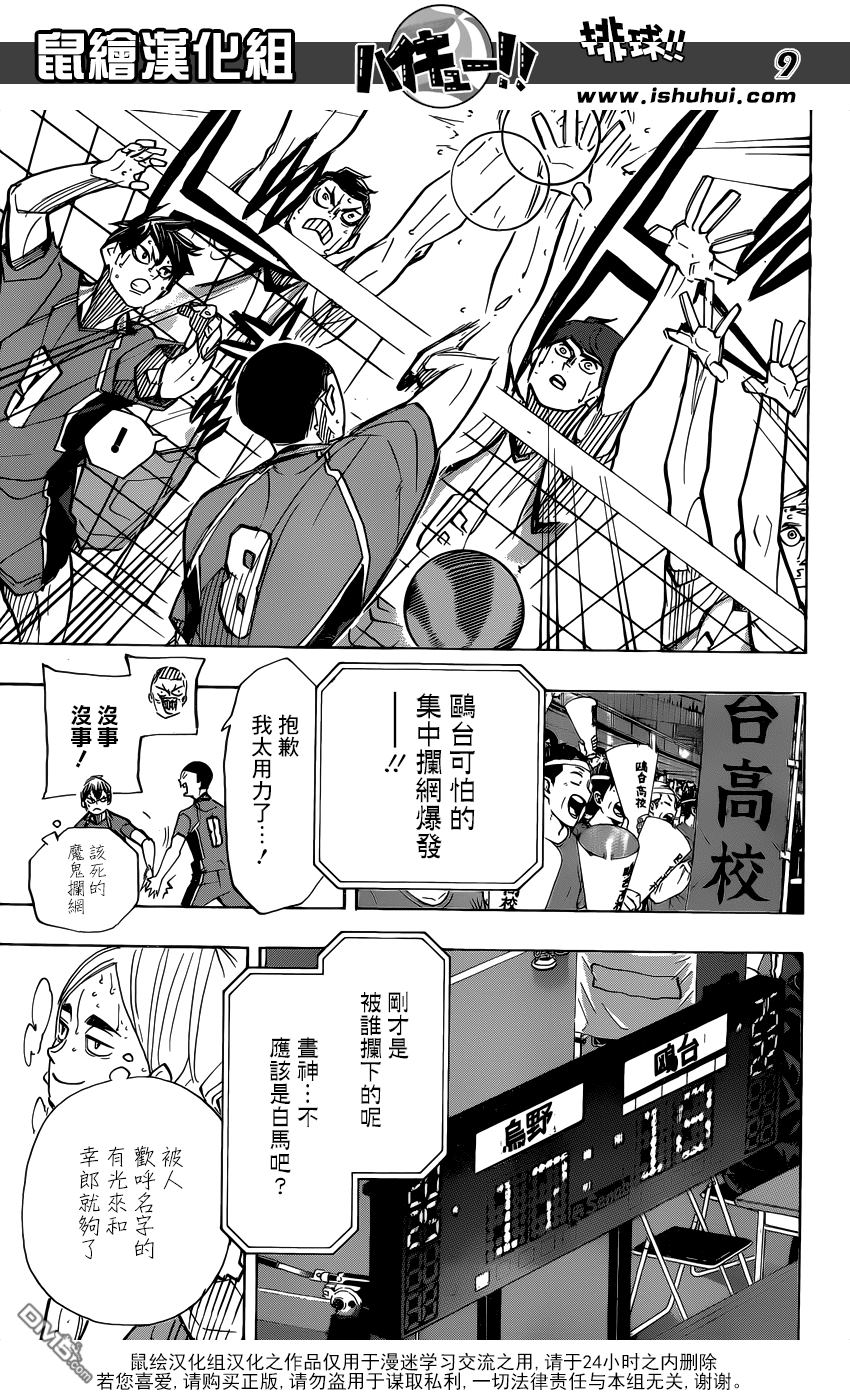 鼠繪漢化組
ハイキュー!!
排球!!
9
www.ishuhui.com
!
8
台高校
鷗台高校
鷗台可怕的
集中攔網爆發
——!!
抱歉
我太用力了…!
8
沒事
沒事!
該死的
魔鬼攔網
剛才是
被誰攔下的呢
晝神…不
應該是白馬吧?
鷗台
烏野
17
19
被人
歡呼名字的
有光來和
幸郎就夠了
鼠绘汉化组汉化之作品仅用于漫迷学习交流之用, 请于24小时之内删除
若您喜爱, 请购买正版, 请勿盗用于谋取私利, 一切法律责任与本组无关, 谢谢。